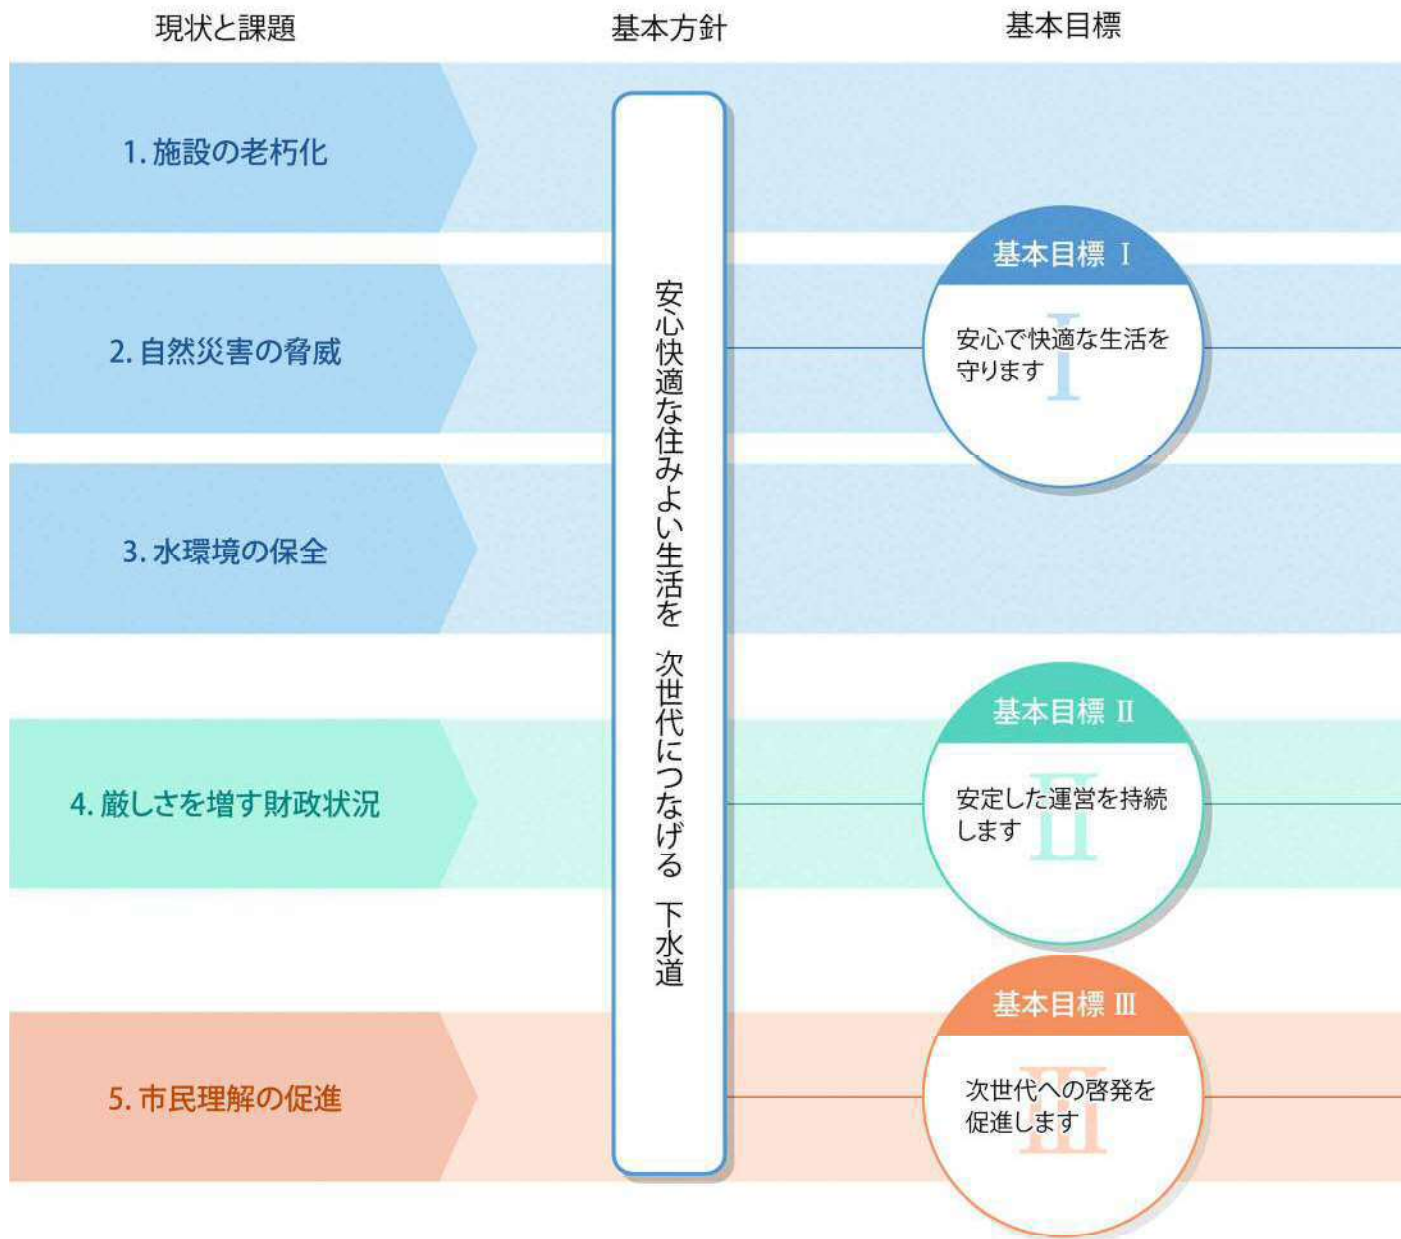 現状と課題
基本方針
基本目標
1. 施設の老朽化
2. 自然災害の脅威
3. 水環境の保全
4. 厳しさを増す財政状況
5. 市民理解の促進
安心快適な住みよい生活を 次世代につなげる 下水道
基本目標 Ⅰ
Ⅰ
安心で快適な生活を
守ります
基本目標 Ⅱ
Ⅱ
安定した運営を持続
します
基本目標 Ⅲ
Ⅲ
次世代への啓発を
促進します